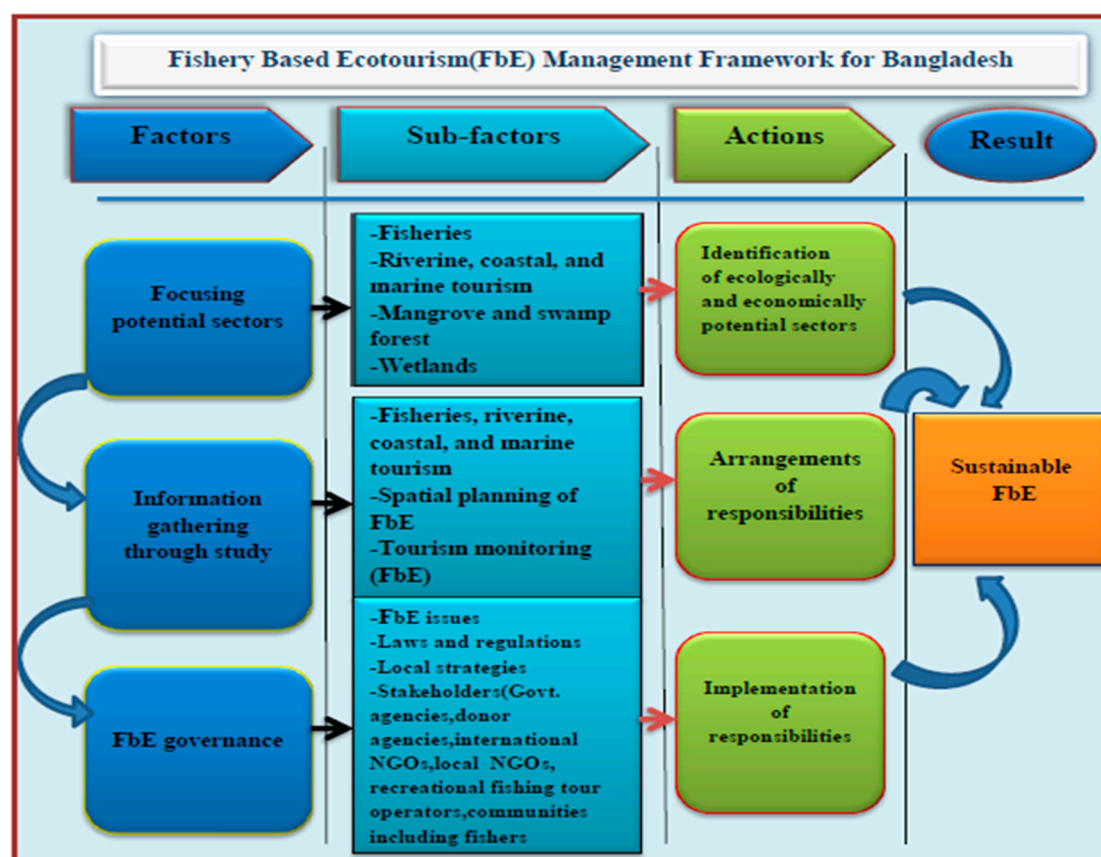 Fishery Based Ecotourism(FbE) Management Framework for Bangladesh
Factors
Sub-factors
Actions
Result
Focusing
potential sectors
-Fisheries
-Riverine, coastal, and
marine tourism
-Mangrove and swamp
forest
-Wetlands
Identification
of ecologically
and economically
potential sectors
Information
gathering
through study
-Fisheries, riverine,
coastal, and marine
tourism
-Spatial planning of
FbE
-Tourism monitoring
(FbE)
Arrangements
of
responsibilities
Sustainable
FbE
FbE governance
-FbE issues
-Laws and regulations
-Local strategies
-Stakeholders(Govt.
agencies,donor
agencies,international
NGOs,local NGOs,
recreational fishing tour
operators,communities
including fishers
Implementation
of
responsibilities